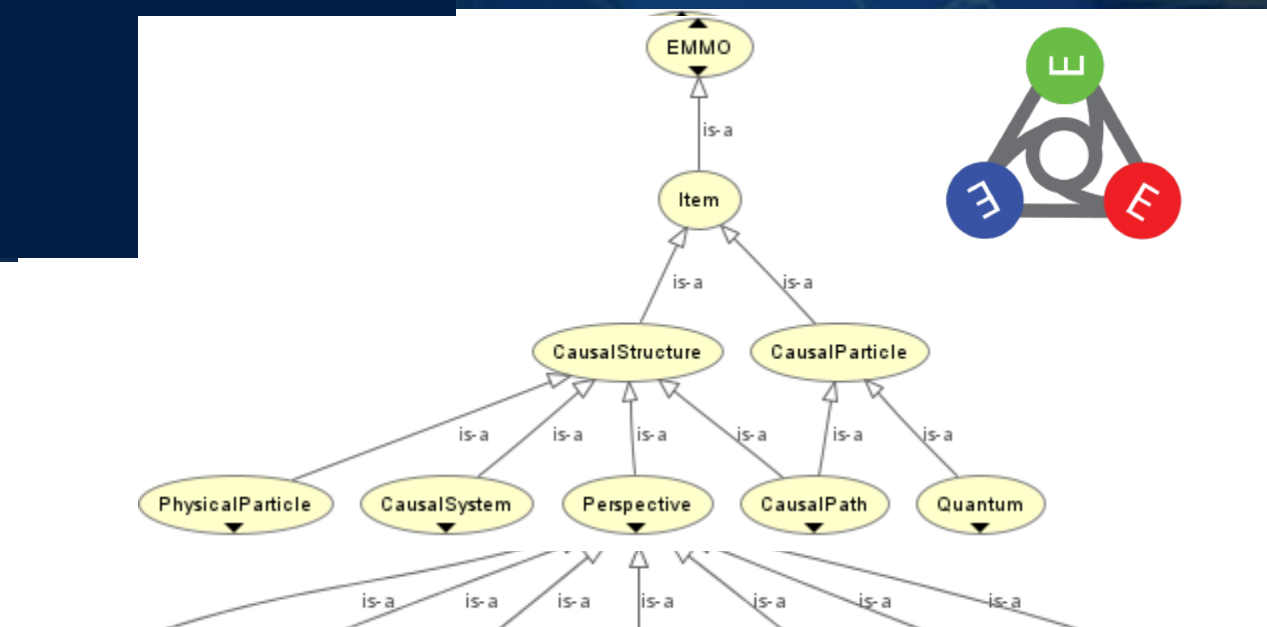 EMMO
is-a
Item
is-a is-a
CausalStructure CausalParticle
is-a is-a is-a is-a is-a is-a
PhysicalParticle CausalSystem Perspective CausalPath Quantum
is-a is-a is-a is-a is-a is-a is-a
E
E
E